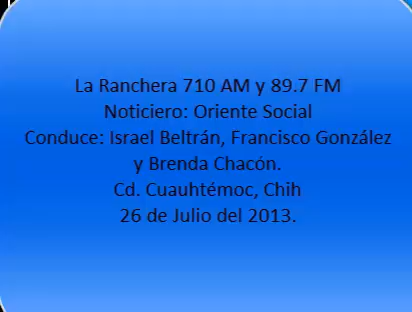 La Ranchera 710 AM y 89.7 FM
Noticiero: Oriente Social
Conduce: Israel Beltrán, Francisco González
y Brenda Chacón.
Cd. Cuauhtémoc, Chih
26 de Julio del 2013.